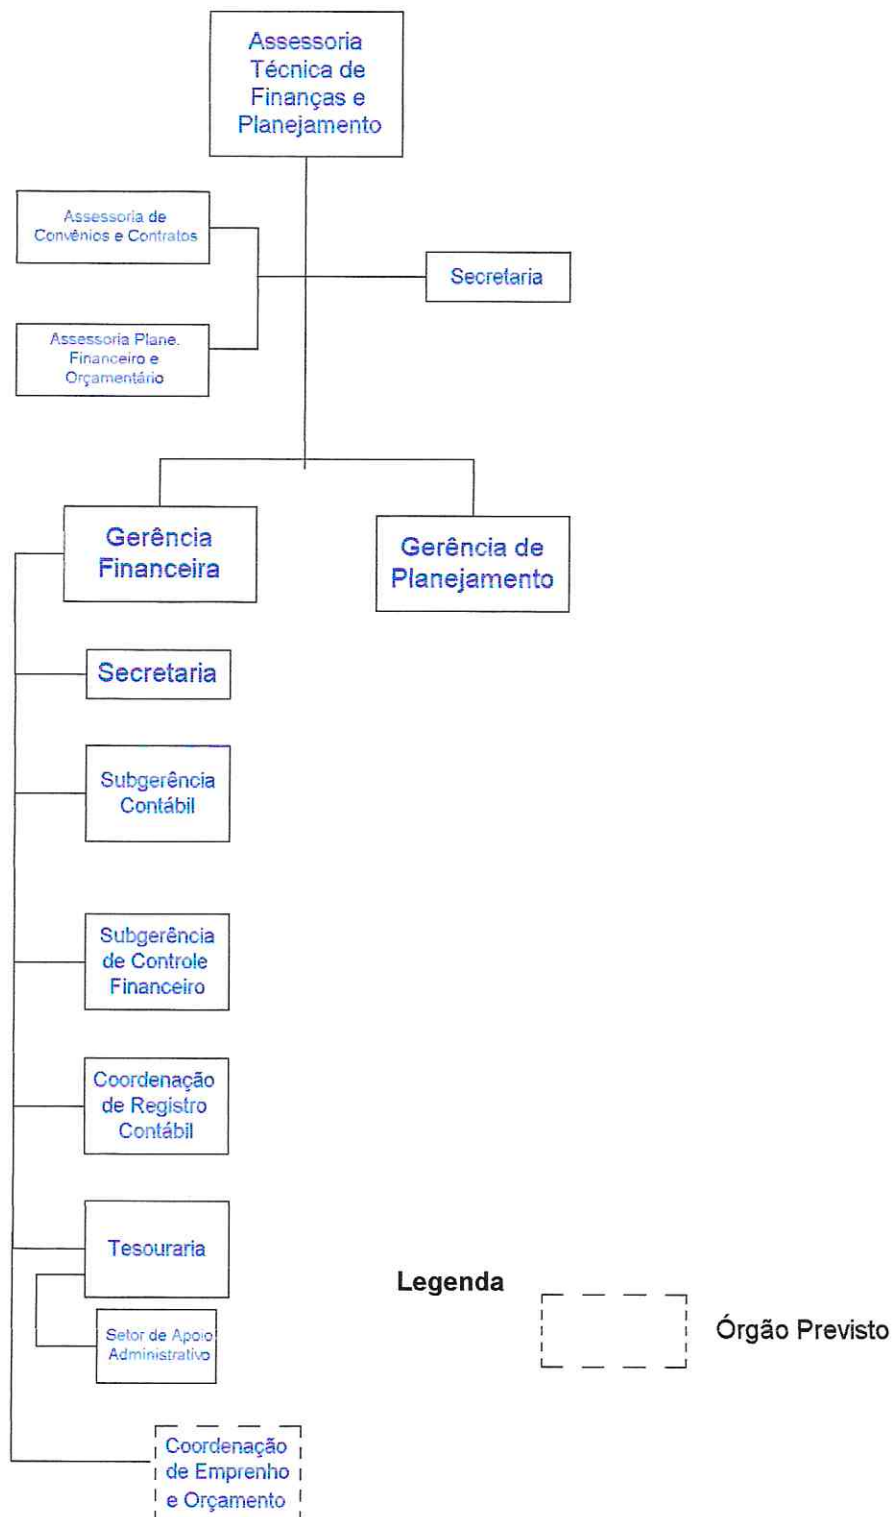 Assessoria
Técnica de
Finanças e
Planejamento
Assessoria de
Convênios e Contratos
Secretaria
Assessoria Plane.
Financeiro e
Orçamentário
Gerência
Financeira
Gerência de
Planejamento
Secretaria
Subgerência
Contábil
Subgerência
de Controle
Financeiro
Coordenação
de Registro
Contábil
Tesouraria
Setor de Apoio
Administrativo
Legenda
Órgão Previsto
Coordenação
de Emprenho
e Orçamento